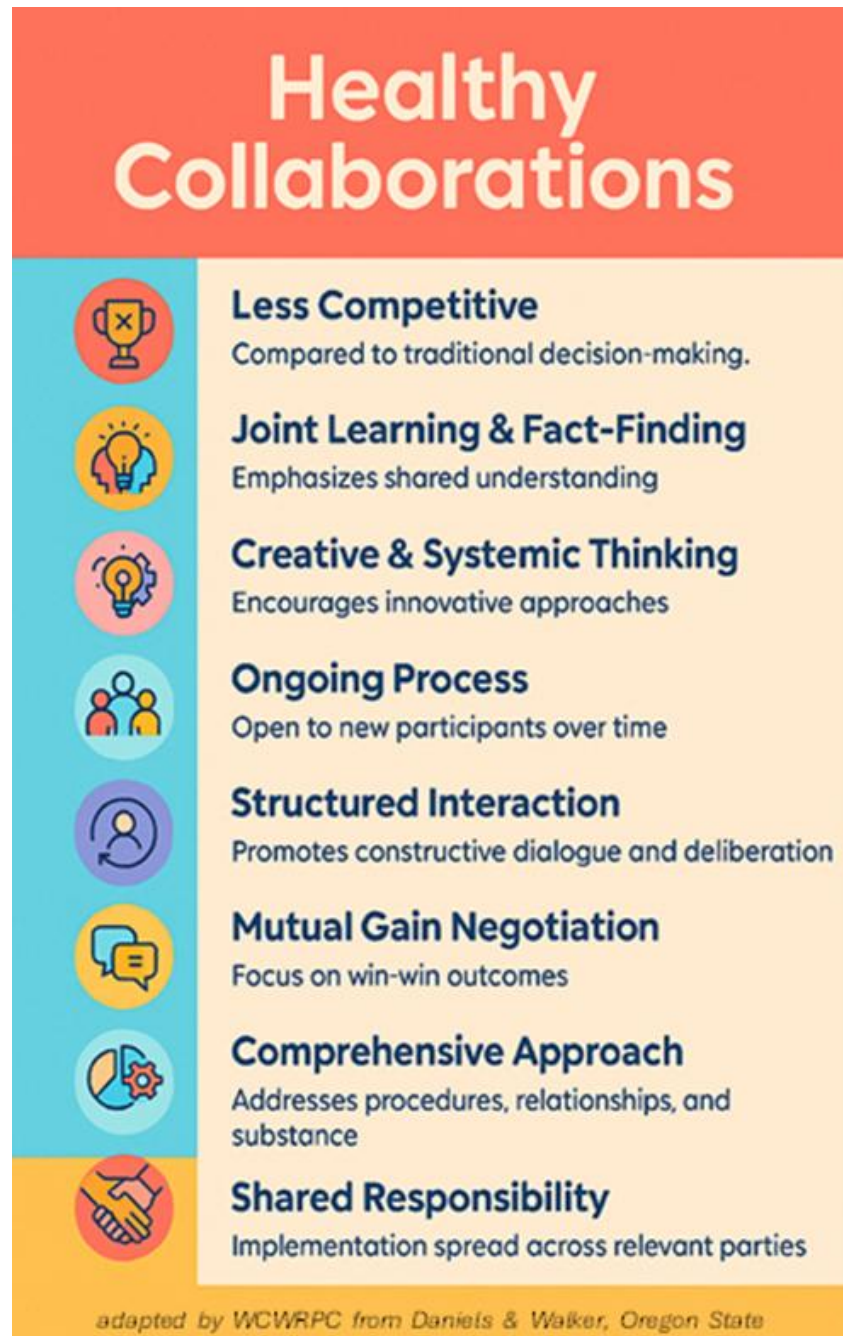 Healthy
Collaborations
Less Competitive
Compared to traditional decision-making.
Joint Learning & Fact-Finding
Emphasizes shared understanding
Creative & Systemic Thinking
Encourages innovative approaches
Ongoing Process
Open to new participants over time
Structured Interaction
Promotes constructive dialogue and deliberation
Mutual Gain Negotiation
Focus on win-win outcomes
Comprehensive Approach
Addresses procedures, relationships, and
substance
Shared Responsibility
Implementation spread across relevant parties
adapted by WCWRPC from Daniels & Walker, Oregon State